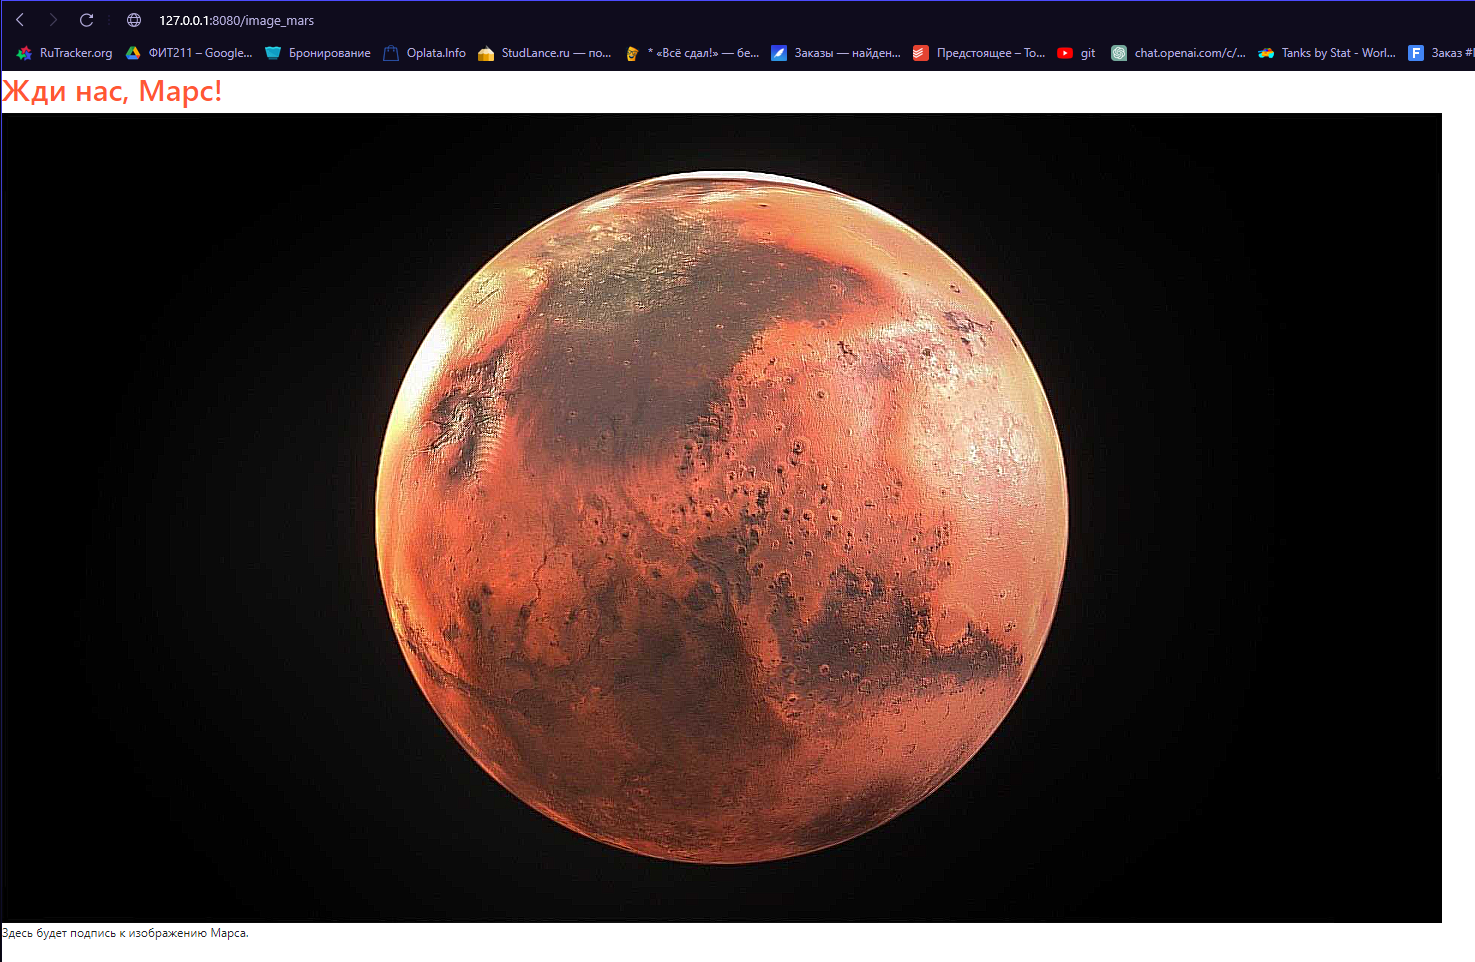 127.0.0.1:8080/image_mars
RuTracker.org ФИТ211 – Google... Бронирование Oplata.Info StudLance.ru — по... * «Всё сдал!» — бе... Заказы — найден... Предстоящее – To... git chat.openai.com/c/... Tanks by Stat - Worl... Заказ #
Жди нас, Марс!
Здесь будет подпись к изображению Марса.